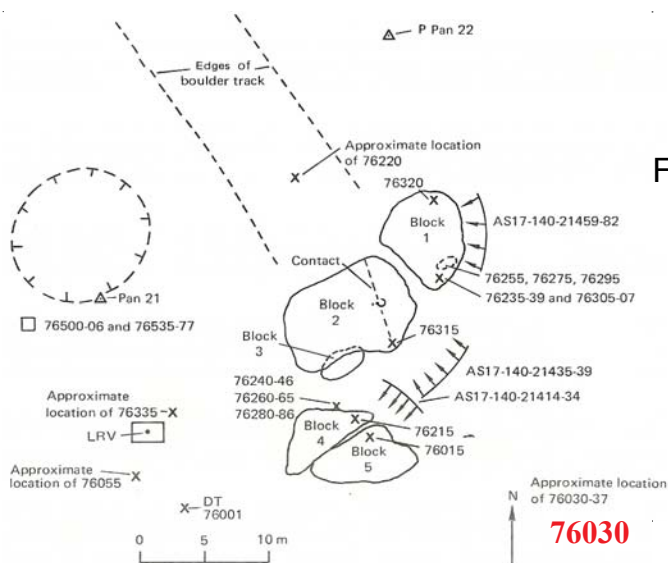 P Pan 22
Edges of
boulder track
Approximate location
of 76220
F
76320
Block
1
AS17-140-21459-82
Contact
76255, 76275, 76295
Pan 21
Block
2
76235-39 and 76305-07
76500-06 and 76535-77
76315
Block
3
AS17-140-21435-39
76240-46
AS17-140-21414-34
Approximate
location of 76335
76260-65
76280-86
LRV
Block
4
76215
Block
5
76015
Approximate
location of 76055
Approximate location
of 76030-37
N
DT
76001
76030
0 5 10 m